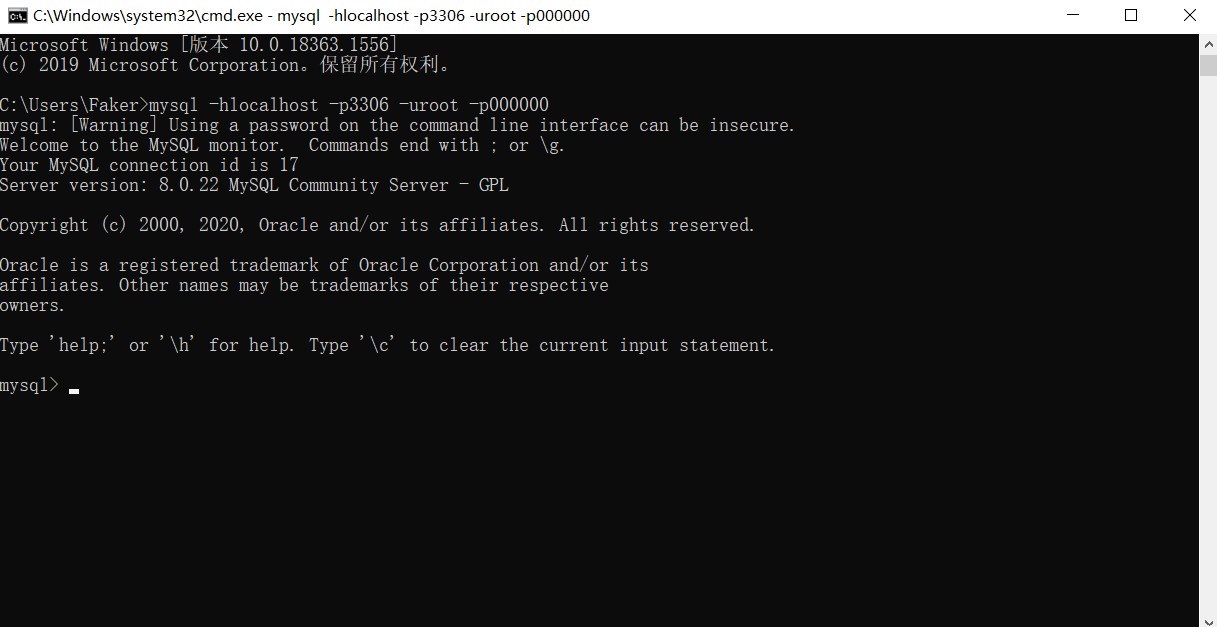 C:\Windows\system32\cmd.exe - mysql  -hlocalhost -p3306 -uroot -p000000
Microsoft Windows [版本 10.0.18363.1556]
(c) 2019 Microsoft Corporation。保留所有权利。
C:\Users\Faker>mysql -hlocalhost -p3306 -uroot -p000000
mysql: [Warning] Using a password on the command line interface can be insecure.
Welcome to the MySQL monitor.  Commands end with ; or \g.
Your MySQL connection id is 17
Server version: 8.0.22 MySQL Community Server - GPL
Copyright (c) 2000, 2020, Oracle and/or its affiliates. All rights reserved.
Oracle is a registered trademark of Oracle Corporation and/or its
affiliates. Other names may be trademarks of their respective
owners.
Type 'help;' or '\h' for help. Type '\c' to clear the current input statement.
mysql>